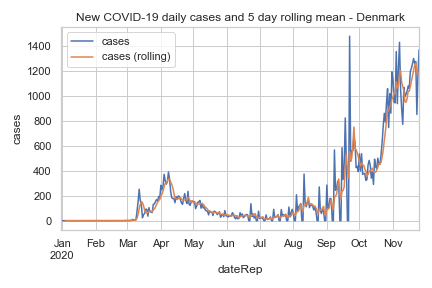 New COVID-19 daily cases and 5 day rolling mean - Denmark
cases
cases (rolling)
1400
1200
1000
800
600
400
200
0
cases
Jan Feb Mar Apr May Jun Jul Aug Sep Oct Nov
2020
dateRep